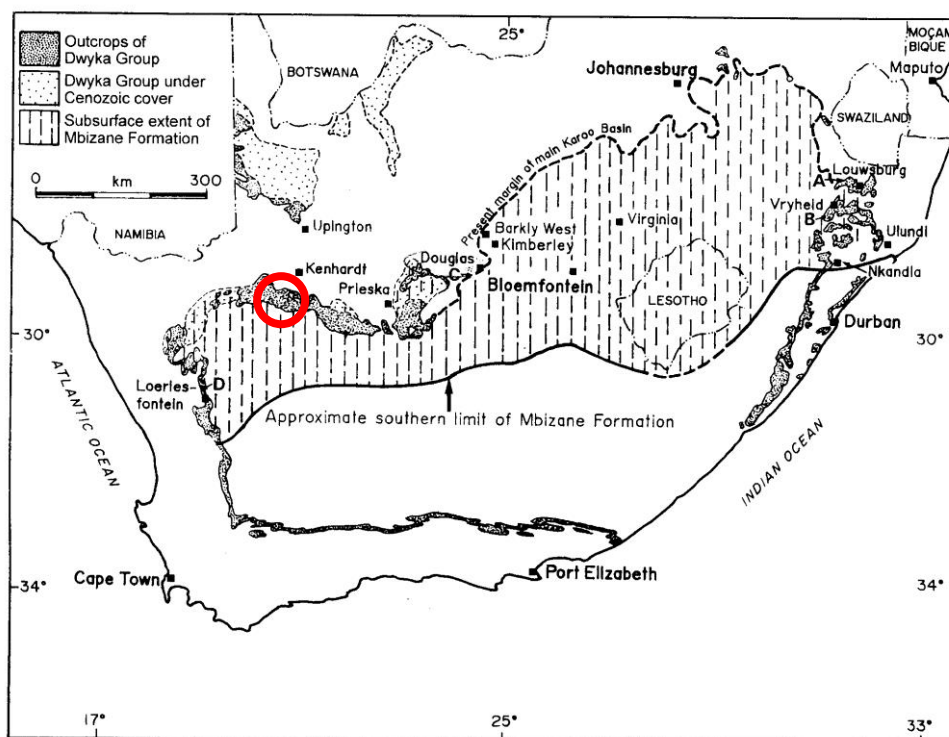 Outcrops of
Dwyka Group
Dwyka Group under
Cenozoic cover
Subsurface extent of
Mbizane Formation
0 300
km
25°
MOÇAM
BIQUE
Maputo
BOTSWANA
Johannesburg
SWAZILAND
Present margin of main Karoo Basin
A
Louwsburg
Vryheid
B
Ulundi
Nkandla
NAMIBIA
Upington
Virginia
Barkly West
Kimberley
Douglas
C
Kenhardt
Prieska
Bloemfontein
LESOTHO
Durban
30°
30°
Loeries-
fontein
D
Approximate southern limit of Mbizane Formation
ATLANTIC OCEAN
INDIAN OCEAN
Cape Town
Port Elizabeth
34°
34°
17°
25°
33°